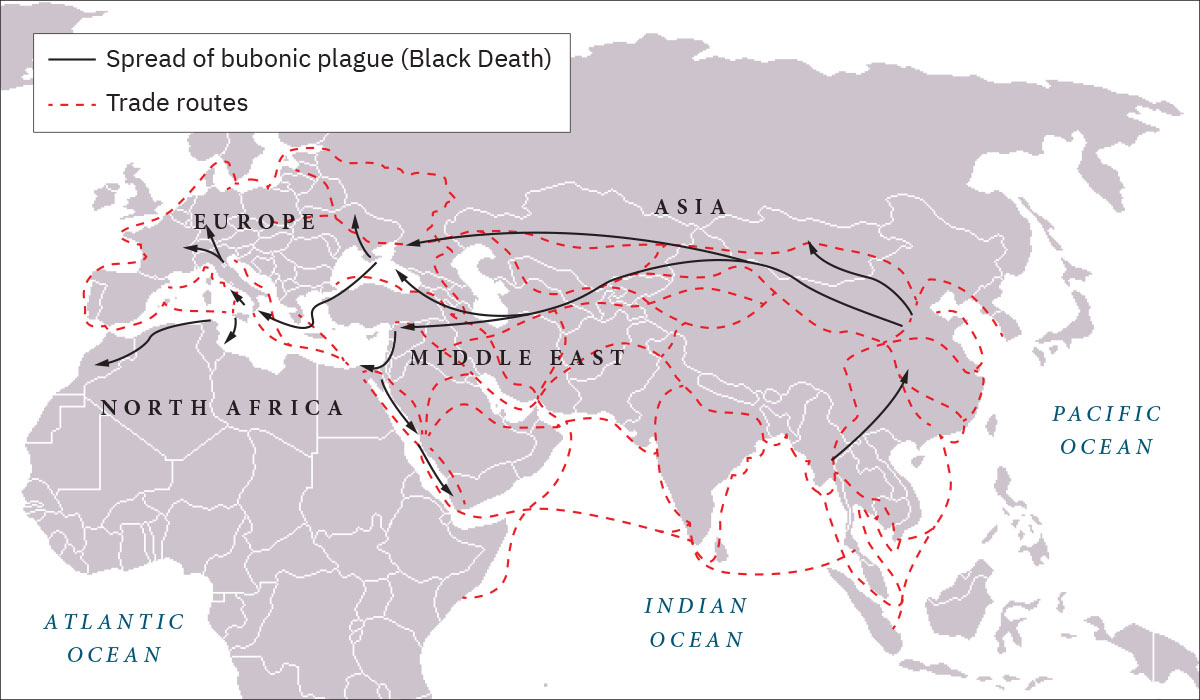 Spread of bubonic plague (Black Death)
Trade routes
ASIA
EUROPE
MIDDLE EAST
NORTH AFRICA
PACIFIC
OCEAN
INDIAN
OCEAN
ATLANTIC
OCEAN